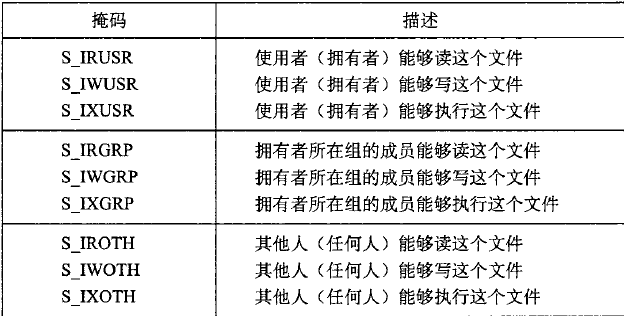 掩码 描述
S_IRUSR 使用者（拥有者）能够读这个文件
S_IWUSR 使用者（拥有者）能够写这个文件
S_IXUSR 使用者（拥有者）能够执行这个文件
S_IRGRP 拥有者所在组的成员能够读这个文件
S_IWGRP 拥有者所在组的成员能够写这个文件
S_IXGRP 拥有者所在组的成员能够执行这个文件
S_IROTH 其他人（任何人）能够读这个文件
S_IWOTH 其他人（任何人）能够写这个文件
S_IXOTH 其他人（任何人）能够执行这个文件